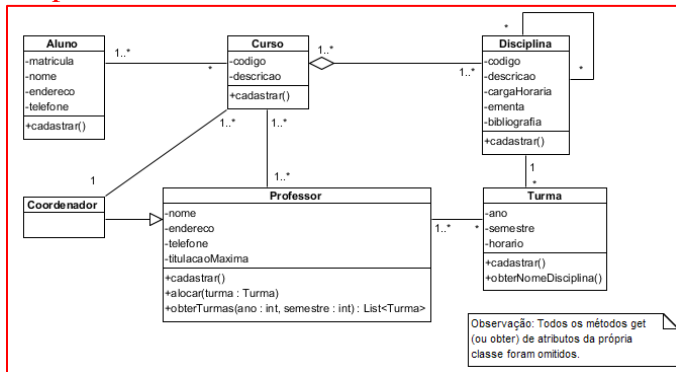 Aluno
-matricula
-nome
-endereco
-telefone
+cadastrar()
1..*
*
Curso
-codigo
-descricao
+cadastrar()
1..*
1..*
*
*
Disciplina
-codigo
-descricao
-cargaHoraria
-ementa
-bibliografia
+cadastrar()
1..*
1..*
1
1..*
1
*
Coordenador
Professor
-nome
-endereco
-telefone
-titulacaoMaxima
+cadastrar()
+alocar(turma : Turma)
+obterTurmas(ano : int, semestre : int) : List<Turma>
1..*
*
Turma
-ano
-semestre
-horario
+cadastrar()
+obterNomeDisciplina()
Observação: Todos os métodos get
(ou obter) de atributos da própria
classe foram omitidos.